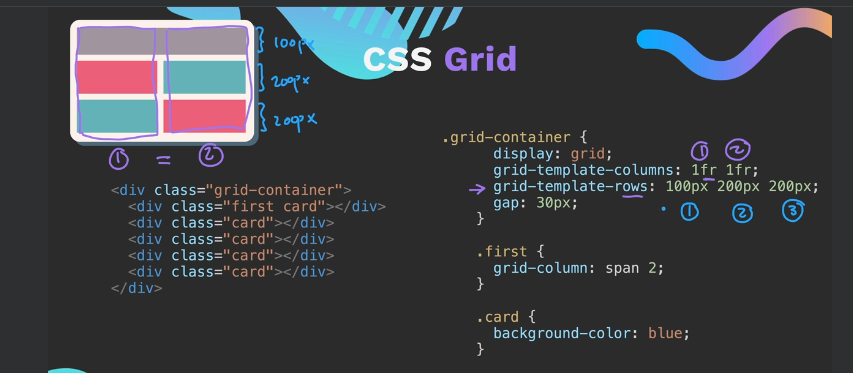 100px
200px
200px
1 = 2
CSS Grid
<div class="grid-container">
  <div class="first card"></div>
  <div class="card"></div>
  <div class="card"></div>
  <div class="card"></div>
  <div class="card"></div>
</div>
.grid-container {
      display: grid;
1 2
      grid-template-columns: 1fr 1fr;
→ grid-template-rows: 100px 200px 200px;
      gap: 30px;
1 2 3
    }
    .first {
      grid-column: span 2;
    }
    .card {
      background-color: blue;
    }